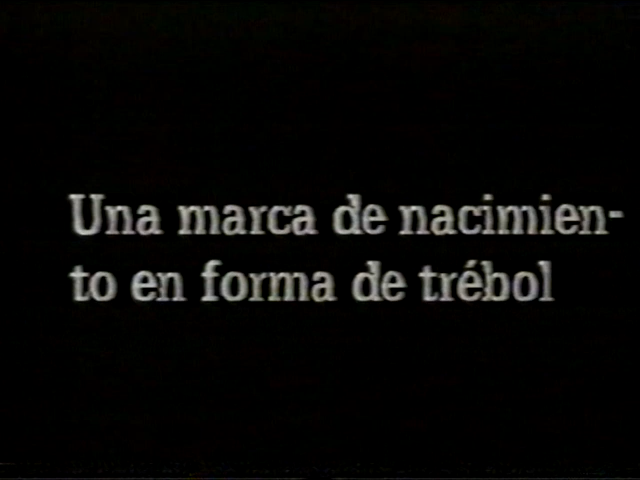 Una marca de nacimien-
to en forma de trébol